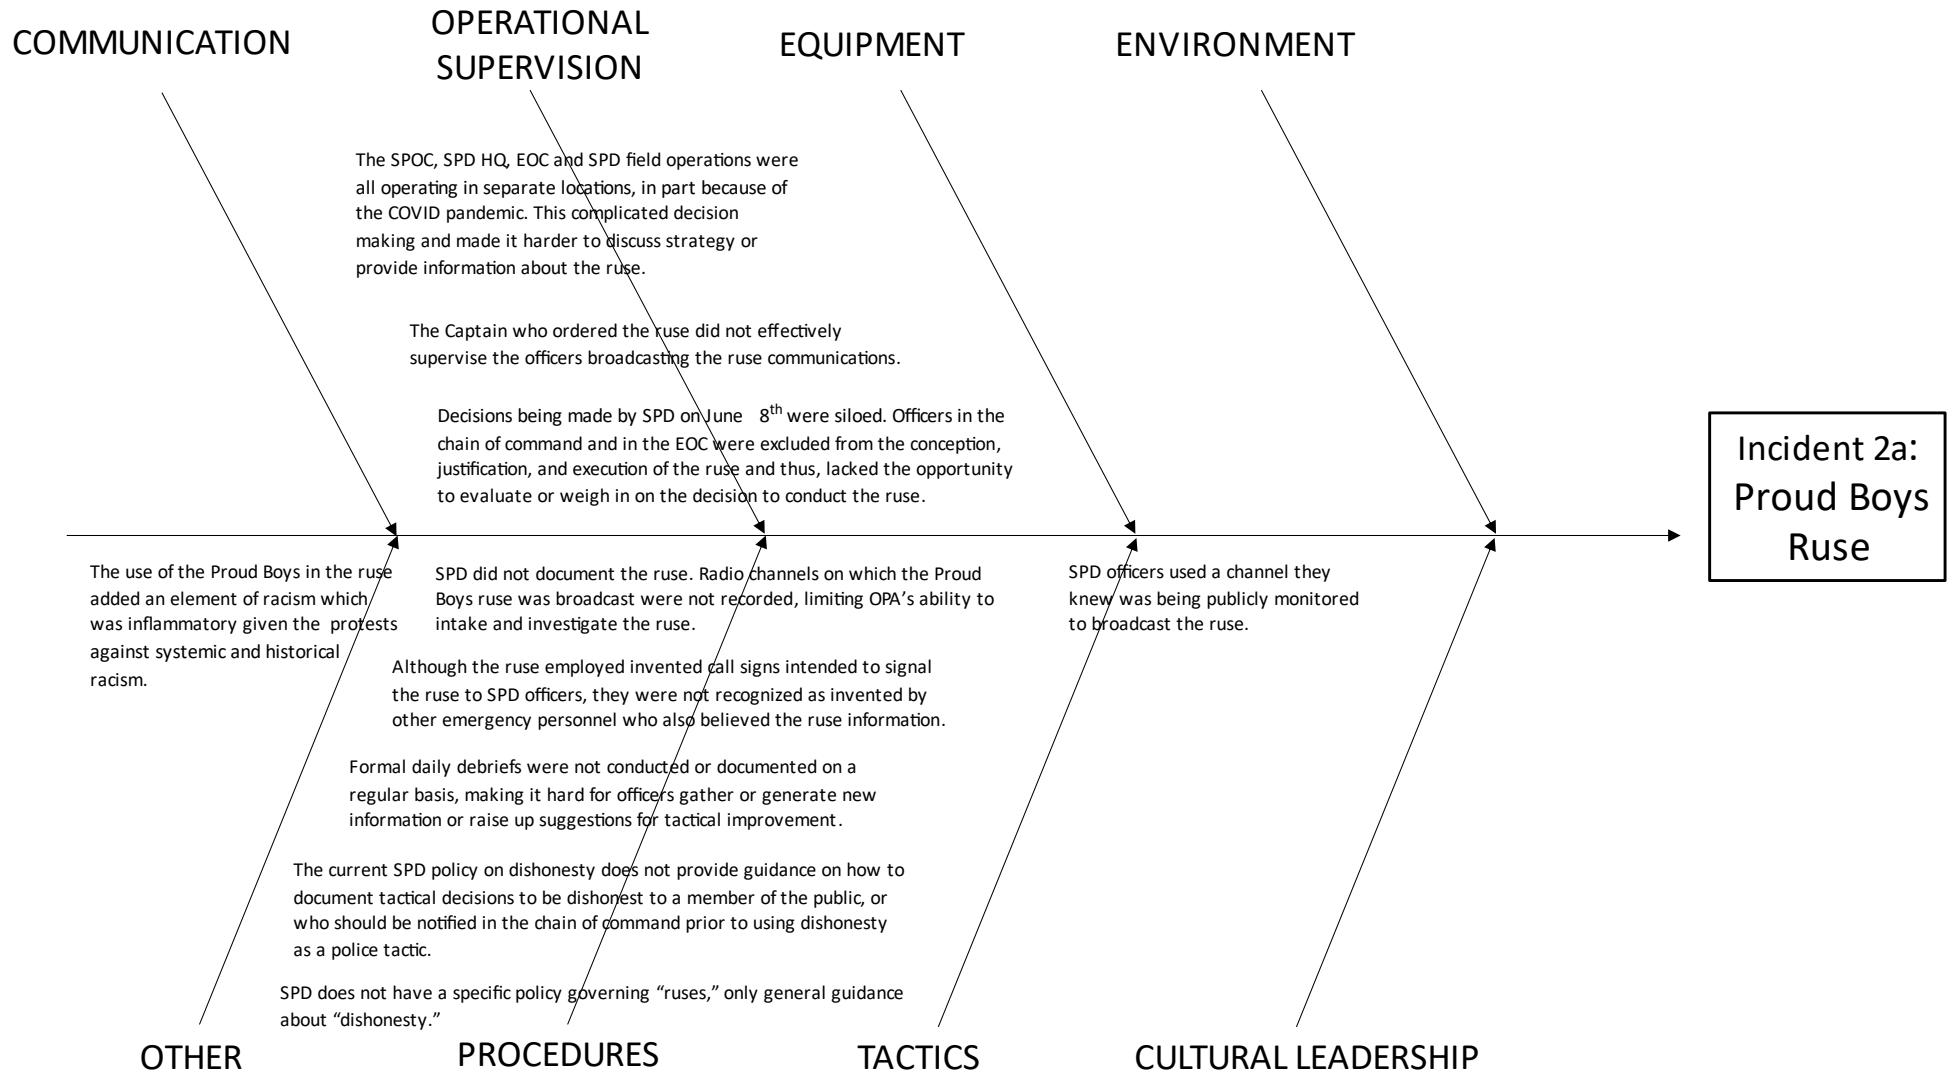 COMMUNICATION
OPERATIONAL
SUPERVISION
EQUIPMENT
ENVIRONMENT
The SPOC, SPD HQ, EOC and SPD field operations were
all operating in separate locations, in part because of
the COVID pandemic. This complicated decision
making and made it harder to discuss strategy or
provide information about the ruse.
The Captain who ordered the ruse did not effectively
supervise the officers broadcasting the ruse communications.
Decisions being made by SPD on June 8th were siloed. Officers in the
chain of command and in the EOC were excluded from the conception,
justification, and execution of the ruse and thus, lacked the opportunity
to evaluate or weigh in on the decision to conduct the ruse.
Incident 2a:
Proud Boys
Ruse
The use of the Proud Boys in the ruse
added an element of racism which
was inflammatory given the protests
against systemic and historical
racism.
SPD did not document the ruse. Radio channels on which the Proud
Boys ruse was broadcast were not recorded, limiting OPA’s ability to
intake and investigate the ruse.
Although the ruse employed invented call signs intended to signal
the ruse to SPD officers, they were not recognized as invented by
other emergency personnel who also believed the ruse information.
Formal daily debriefs were not conducted or documented on a
regular basis, making it hard for officers gather or generate new
information or raise up suggestions for tactical improvement.
The current SPD policy on dishonesty does not provide guidance on how to
document tactical decisions to be dishonest to a member of the public, or
who should be notified in the chain of command prior to using dishonesty
as a police tactic.
SPD does not have a specific policy governing “ruses,” only general guidance
about “dishonesty.”
SPD officers used a channel they
knew was being publicly monitored
to broadcast the ruse.
OTHER
PROCEDURES
TACTICS
CULTURAL LEADERSHIP